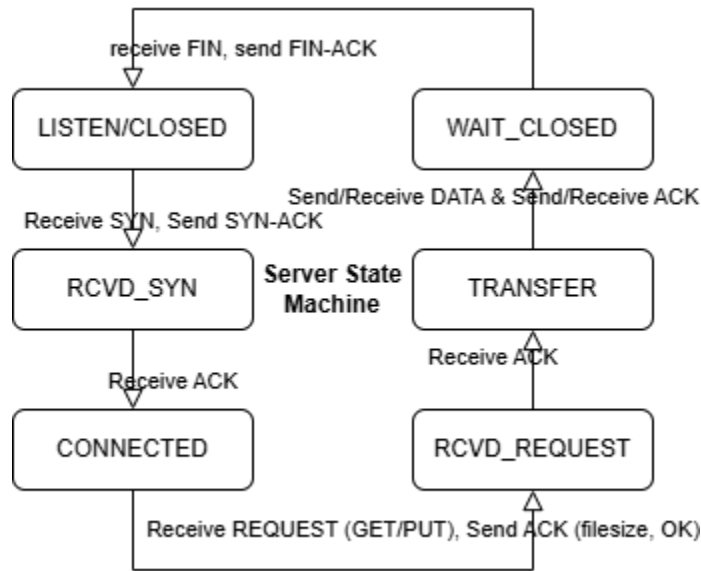 receive FIN, send FIN-ACK
LISTEN/CLOSED
WAIT_CLOSED
Send/Receive DATA & Send/Receive ACK
Receive SYN, Send SYN-ACK
RCVD_SYN
Server State
Machine
TRANSFER
Receive ACK
Receive ACK
CONNECTED
RCVD_REQUEST
Receive REQUEST (GET/PUT), Send ACK (filesize, OK)